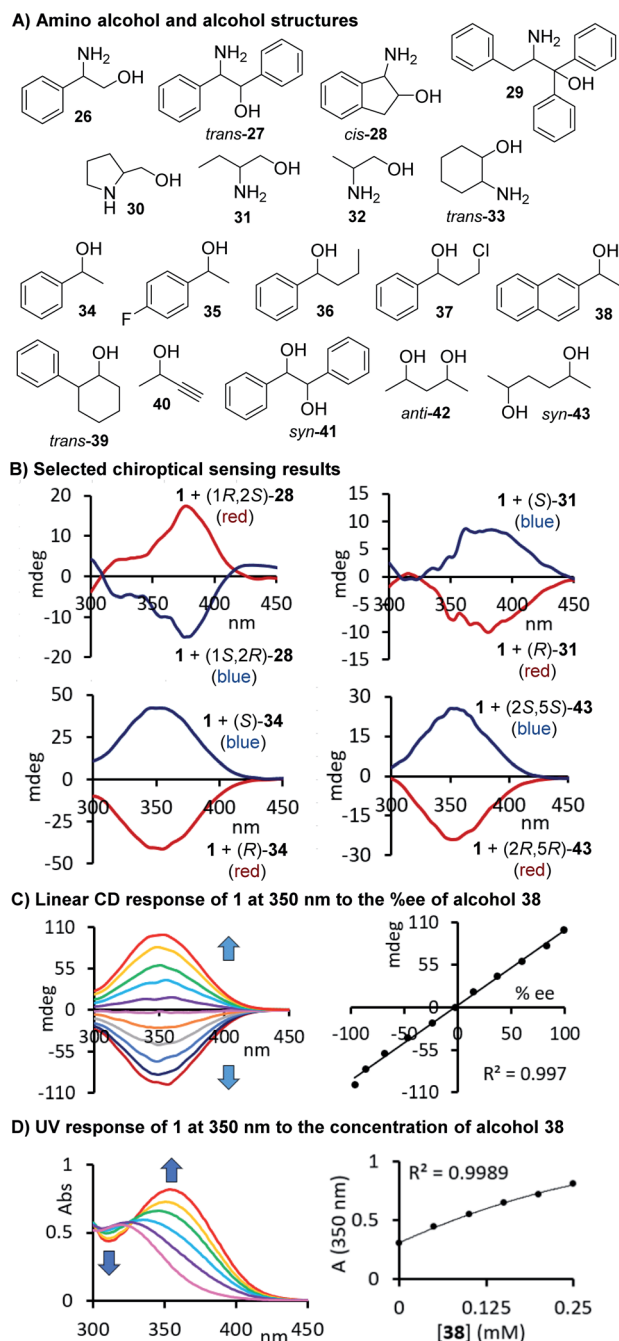 A) Amino alcohol and alcohol structures
NH2
OH
26
NH2
OH
trans-27
NH2
OH
cis-28
NH2
OH
29
N
H
OH
30
OH
NH2
31
OH
NH2
32
OH
NH2
trans-33
OH
34
OH
F
35
OH
36
OH
Cl
37
OH
38
OH
trans-39
OH
40
OH
OH
syn-41
OH OH
anti-42
OH
OH
syn-43
B) Selected chiroptical sensing results
20
10
0
-10
-20
mdeg
300 350 400 450
nm
1 + (1R,2S)-28
(red)
1 + (1S,2R)-28
(blue)
15
10
5
0
-5
-10
-15
mdeg
300 350 400 450
nm
1 + (S)-31
(blue)
1 + (R)-31
(red)
50
25
0
-25
-50
mdeg
300 350 400 450
nm
1 + (S)-34
(blue)
1 + (R)-34
(red)
30
15
0
-15
-30
mdeg
300 350 400 450
nm
1 + (2S,5S)-43
(blue)
1 + (2R,5R)-43
(red)
C) Linear CD response of 1 at 350 nm to the %ee of alcohol 38
110
55
0
-55
-110
mdeg
300 350 400 450
nm
110
55
0
-55
-110
mdeg
% ee
-100 -50 0 50 100
R² = 0.997
D) UV response of 1 at 350 nm to the concentration of alcohol 38
1
0.5
0
Abs
300 350 400 450
nm
1
0.5
0
A (350 nm)
R² = 0.9989
0 0.125 0.25
[38] (mM)